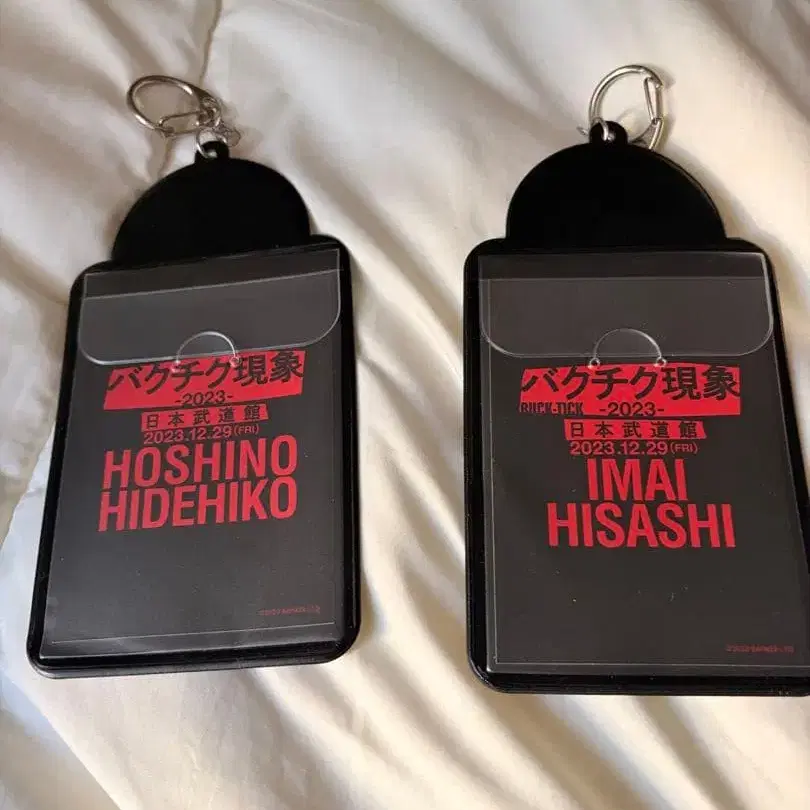 バクチク現象
-2023-
日本武道館
2023.12.29(FRI)
HOSHINO
HIDEHIKO
バクチク現象
BUCK-TICK -2023-
日本武道館
2023.12.29(FRI)
IMAI
HISASHI